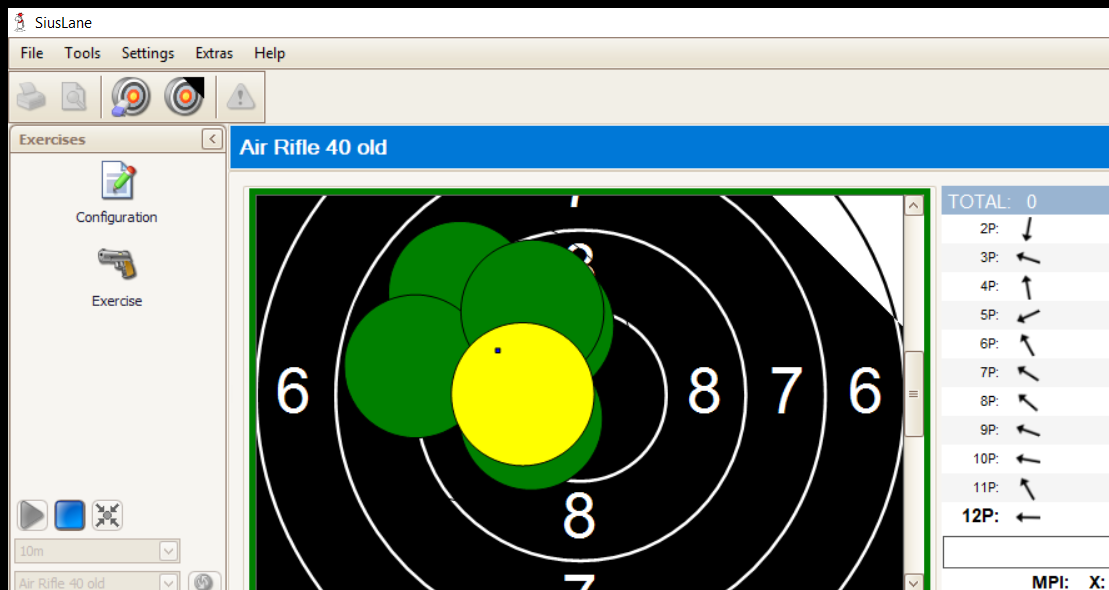 SiusLane
File Tools Settings Extras Help
Exercises
Air Rifle 40 old
Configuration
Exercise
10m
Air Rifle 40 old
7
8
6 8 7 6
8
7
TOTAL: 0
2P:
3P:
4P:
5P:
6P:
7P:
8P:
9P:
10P:
11P:
12P:
MPI: X: